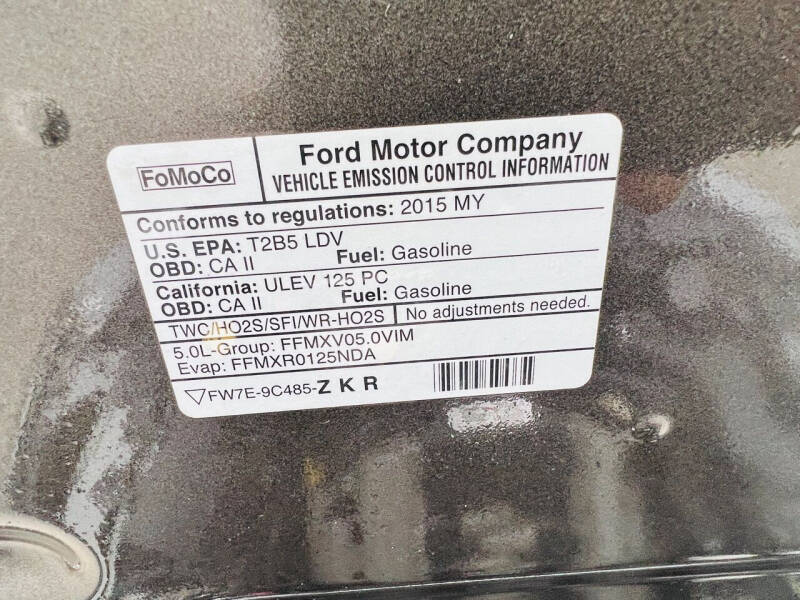 FoMoCo
Ford Motor Company
VEHICLE EMISSION CONTROL INFORMATION
Conforms to regulations: 2015 MY
U.S. EPA: T2B5 LDV
OBD: CA II Fuel: Gasoline
California: ULEV 125 PC
OBD: CA II Fuel: Gasoline
TWC/HO2S/SFI/WR-HO2S No adjustments needed.
5.0L-Group: FFMXV05.0VIM
Evap: FFMXR0125NDA
FW7E-9C485-Z K R